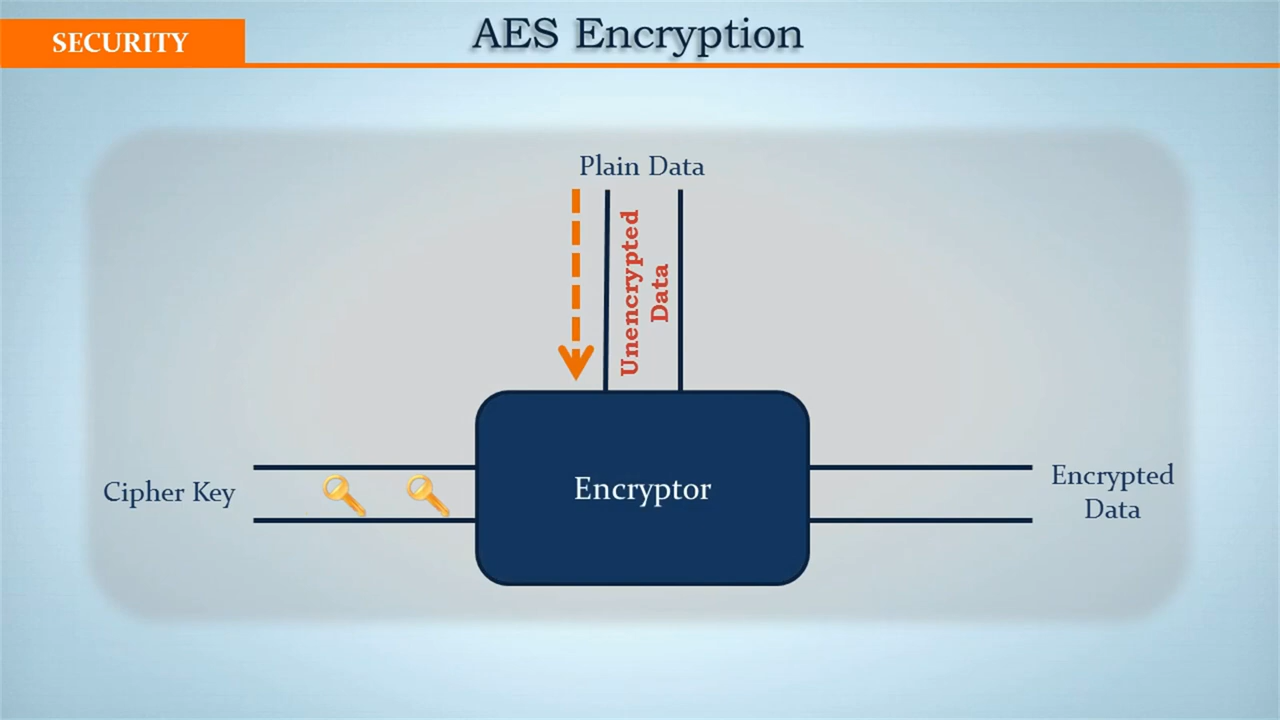 SECURITY
AES Encryption
Plain Data
Unencrypted
Data
Cipher Key
Encryptor
Encrypted
Data